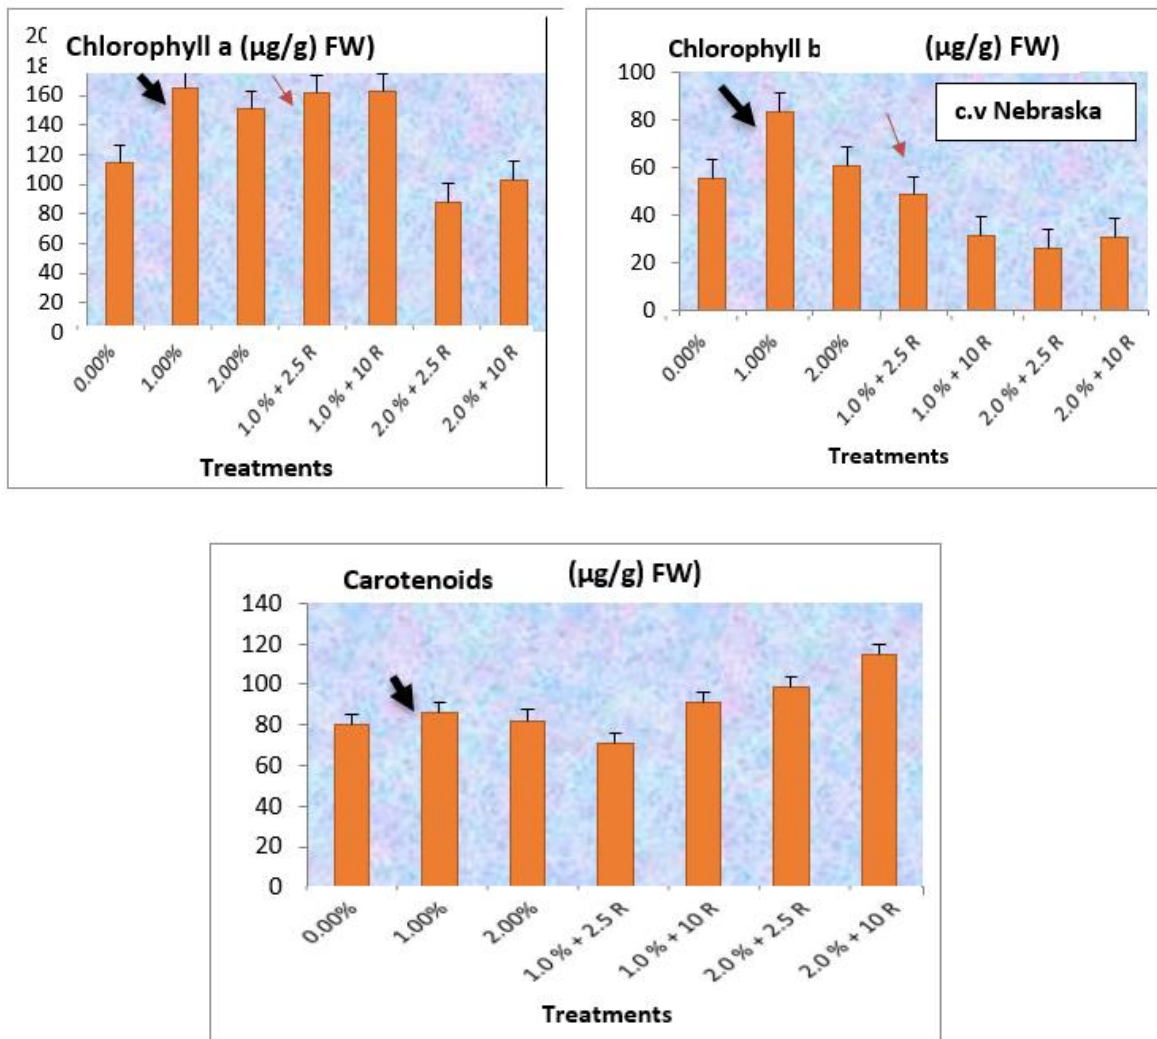 Chlorophyll a (µg/g) FW)
20
18
160
140
120
100
80
60
40
20
0
0.00%
1.00%
2.00%
1.0 % + 2.5 R
1.0 % + 10 R
2.0 % + 2.5 R
2.0 % + 10 R
Treatments
Chlorophyll b (µg/g) FW)
c.v Nebraska
100
80
60
40
20
0
0.00%
1.00%
2.00%
1.0 % + 2.5 R
1.0 % + 10 R
2.0 % + 2.5 R
2.0 % + 10 R
Treatments
Carotenoids (µg/g) FW)
140
120
100
80
60
40
20
0
0.00%
1.00%
2.00%
1.0 % + 2.5 R
1.0 % + 10 R
2.0 % + 2.5 R
2.0 % + 10 R
Treatments